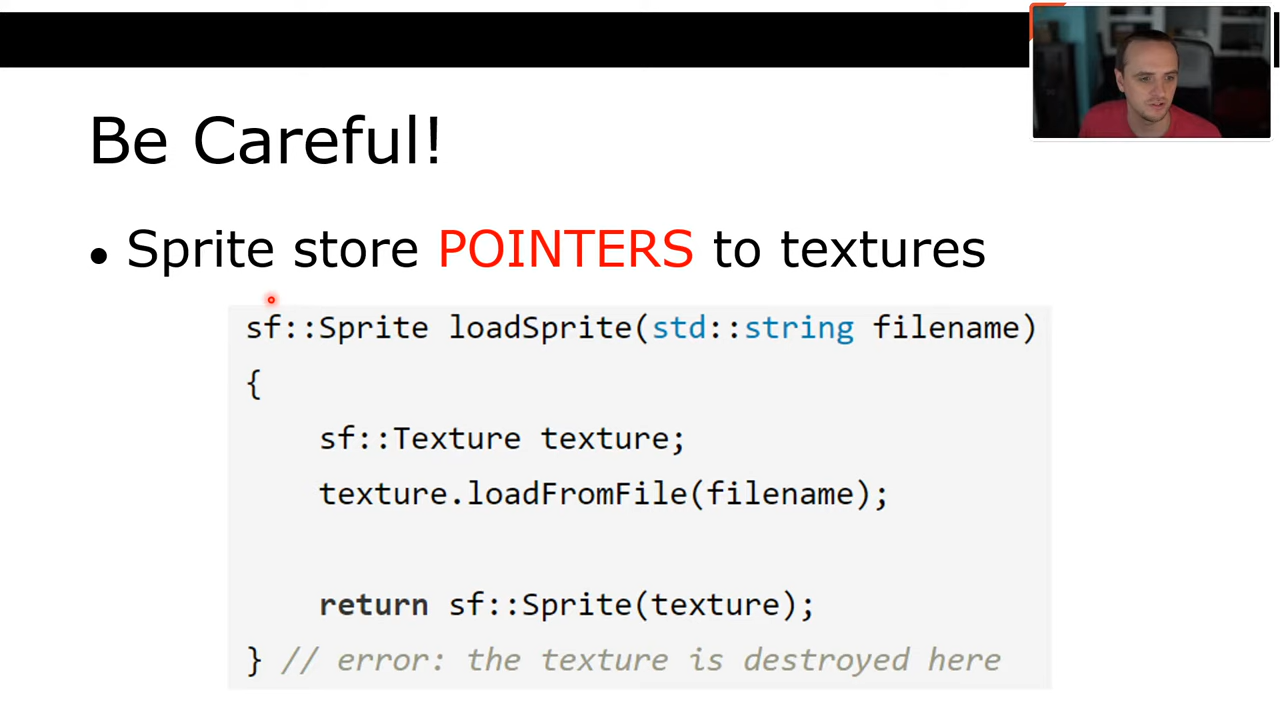 Be Careful!
• Sprite store POINTERS to textures
sf::Sprite loadSprite(std::string filename)
{
    sf::Texture texture;
    texture.loadFromFile(filename);
    return sf::Sprite(texture);
} // error: the texture is destroyed here